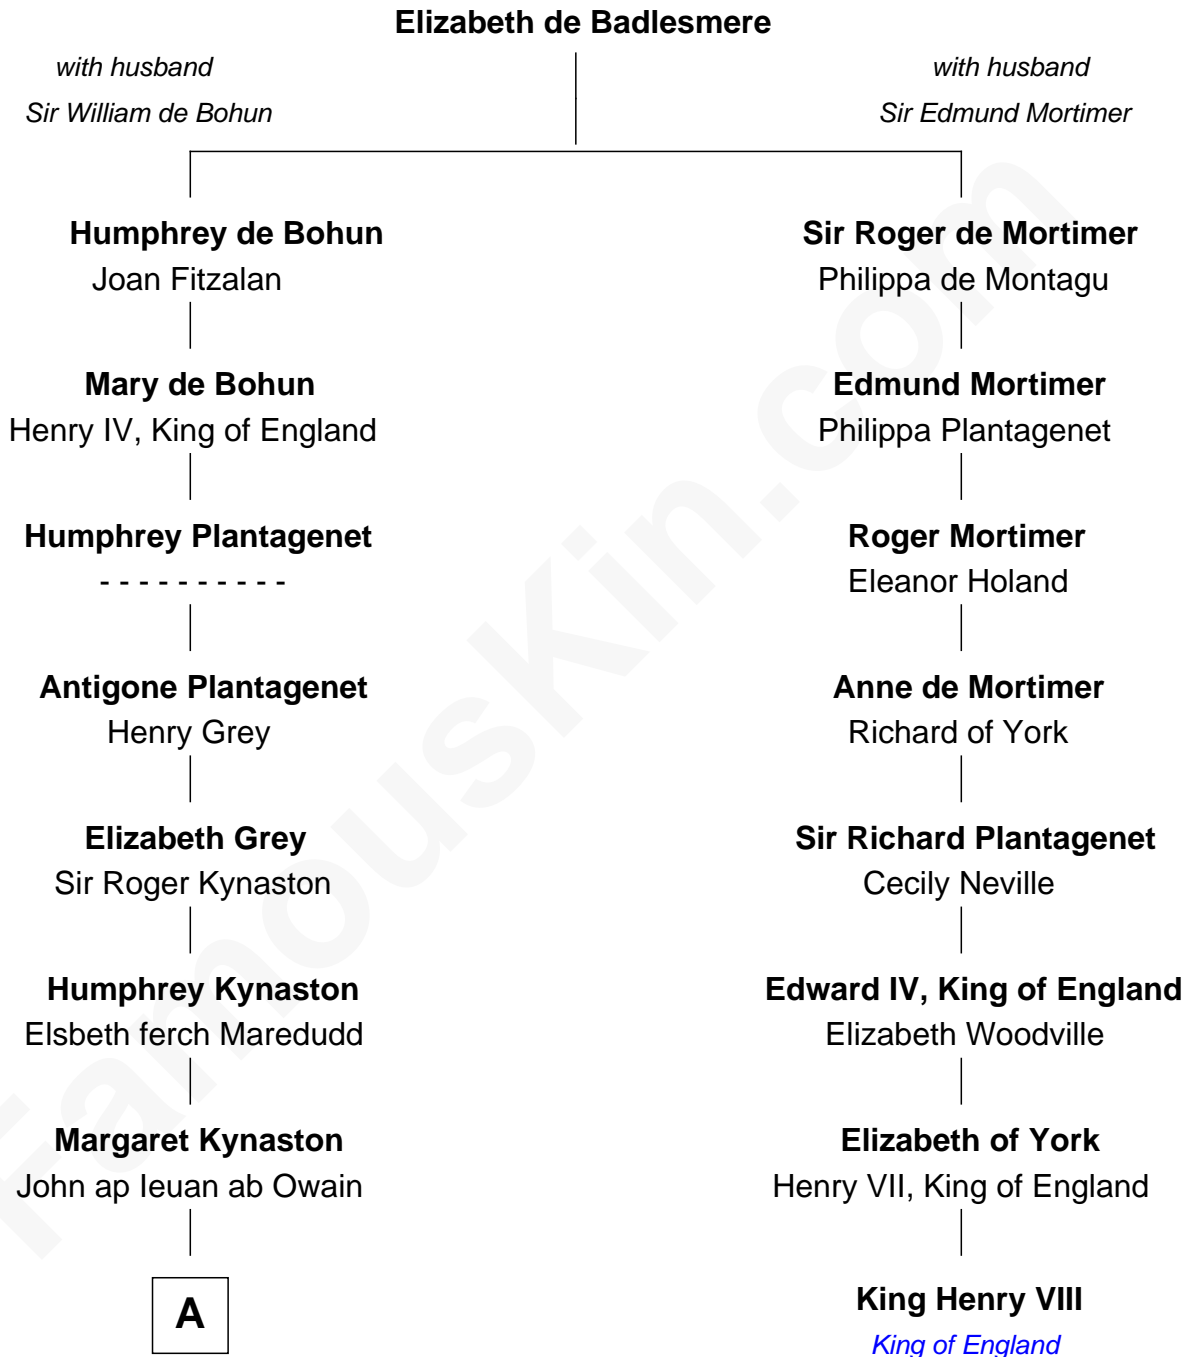 Elizabeth de Badlesmere
with husband
Sir William de Bohun
with husband
Sir Edmund Mortimer
Humphrey de Bohun
Joan Fitzalan
Mary de Bohun
Henry IV, King of England
Humphrey Plantagenet
- - - - - - - - - -
Antigone Plantagenet
Henry Grey
Elizabeth Grey
Sir Roger Kynaston
Humphrey Kynaston
Elsbeth ferch Maredudd
Margaret Kynaston
John ap Ieuan ab Owain
A
Sir Roger de Mortimer
Philippa de Montagu
Edmund Mortimer
Philippa Plantagenet
Roger Mortimer
Eleanor Holand
Anne de Mortimer
Richard of York
Sir Richard Plantagenet
Cecily Neville
Edward IV, King of England
Elizabeth Woodville
Elizabeth of York
Henry VII, King of England
King Henry VIII
King of England
FamousKin.com